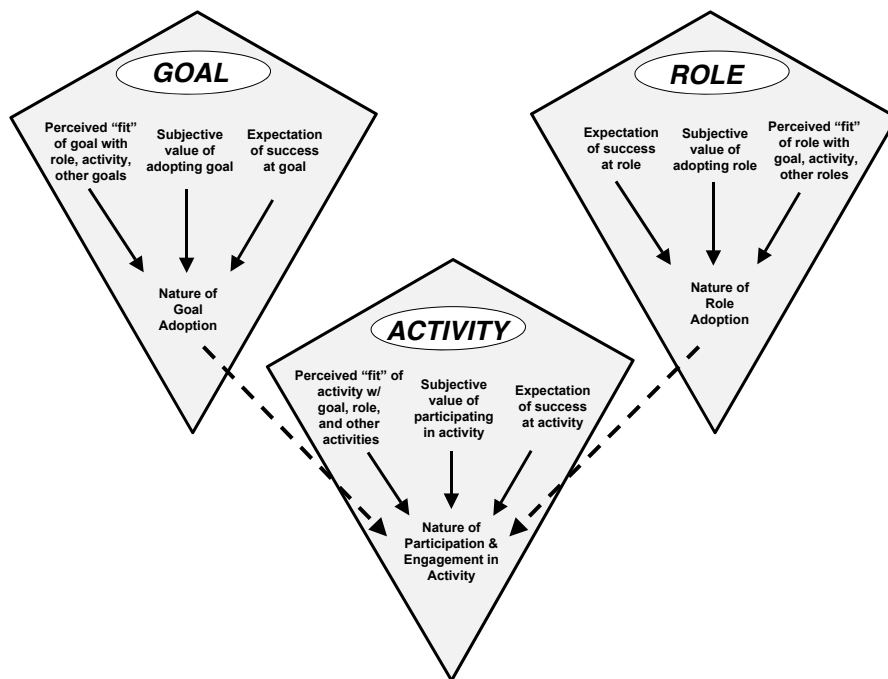 GOAL
Perceived “fit”
of goal with
role, activity,
other goals
Subjective
value of
adopting goal
Expectation
of success
at goal
Nature of
Goal
Adoption
ROLE
Expectation
of success
at role
Subjective
value of
adopting role
Perceived “fit”
of role with
goal, activity,
other roles
Nature of
Role
Adoption
ACTIVITY
Perceived “fit” of
activity w/
goal, role,
and other
activities
Subjective
value of
participating
in activity
Expectation
of success
at activity
Nature of
Participation &
Engagement in
Activity